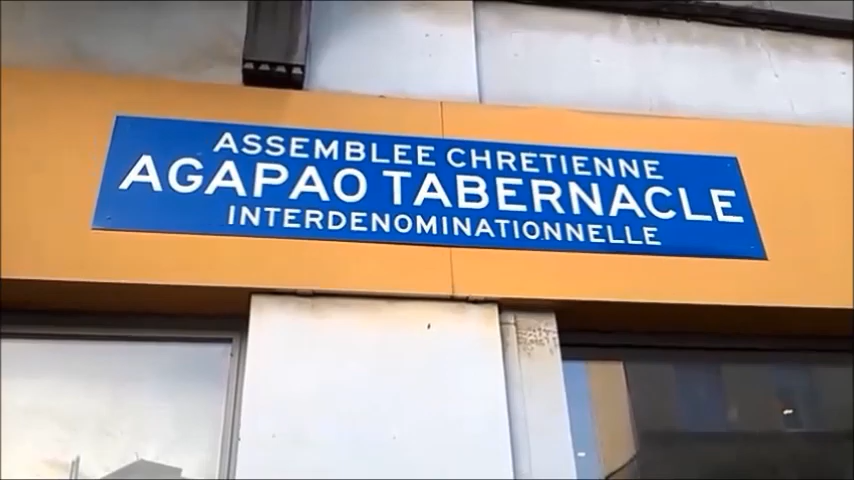 ASSEMBLEE CHRETIENNE
AGAPAO TABERNACLE
INTERDENOMINATIONNELLE